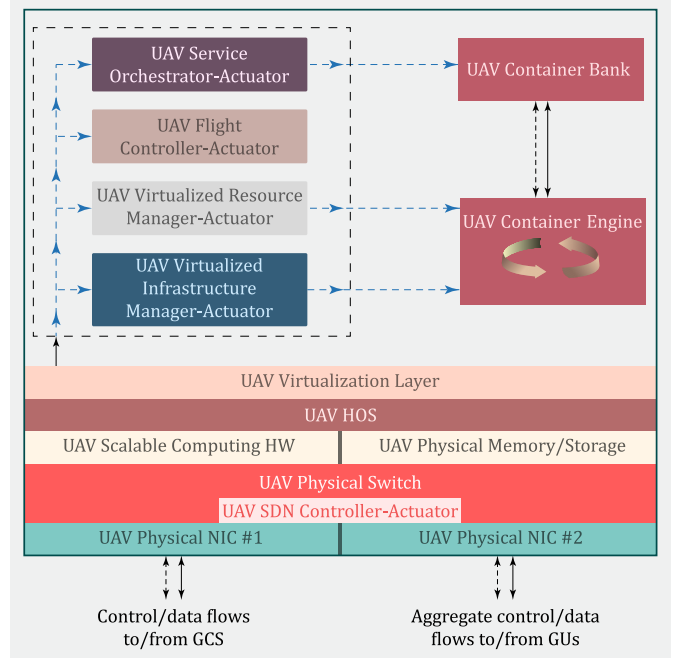 UAV Service
Orchestrator-Actuator
UAV Container Bank
UAV Flight
Controller-Actuator
UAV Virtualized Resource
Manager-Actuator
UAV Container Engine
UAV Virtualized
Infrastructure
Manager-Actuator
UAV Virtualization Layer
UAV HOS
UAV Scalable Computing HW
UAV Physical Memory/Storage
UAV Physical Switch
UAV SDN Controller-Actuator
UAV Physical NIC #1
UAV Physical NIC #2
Control/data flows
to/from GCS
Aggregate control/data
flows to/from GUs